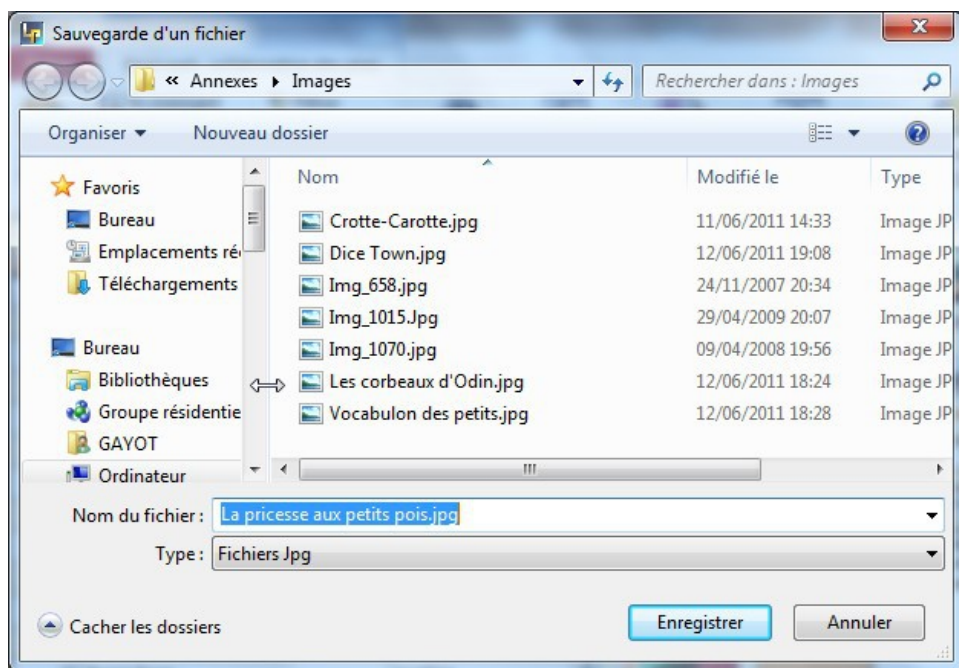 Sauvegarde d'un fichier
« Annexes Images
Rechercher dans : Images
Organiser Nouveau dossier
Favoris
Bureau
Emplacements ré
Téléchargements
Bureau
Bibliothèques
Groupe résidentie
GAYOT
Ordinateur
Nom Modifié le Type
Crotte-Carotte.jpg 11/06/2011 14:33 Image JP
Dice Town.jpg 12/06/2011 19:08 Image JP
Img_658.jpg 24/11/2007 20:34 Image JP
Img_1015.Jpg 29/04/2009 20:07 Image JP
Img_1070.jpg 09/04/2008 19:56 Image JP
Les corbeaux d'Odin.jpg 12/06/2011 18:24 Image JP
Vocabulon des petits.jpg 12/06/2011 18:28 Image JP
Nom du fichier : La pricesse aux petits pois.jpg
Type : Fichiers Jpg
Cacher les dossiers
Enregistrer
Annuler